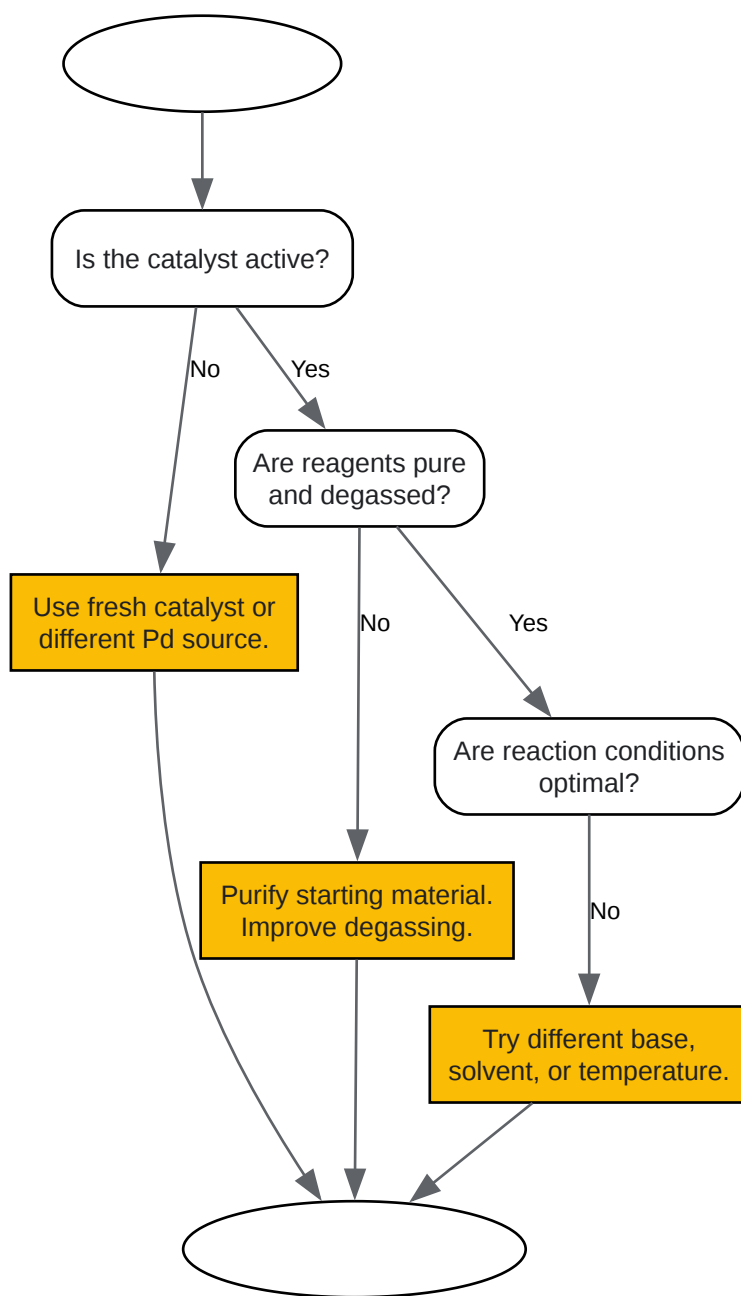 Is the catalyst active?
No
Yes
Are reagents pure
and degassed?
Use fresh catalyst or
different Pd source.
No
Yes
Are reaction conditions
optimal?
Purify starting material.
Improve degassing.
No
Try different base,
solvent, or temperature.